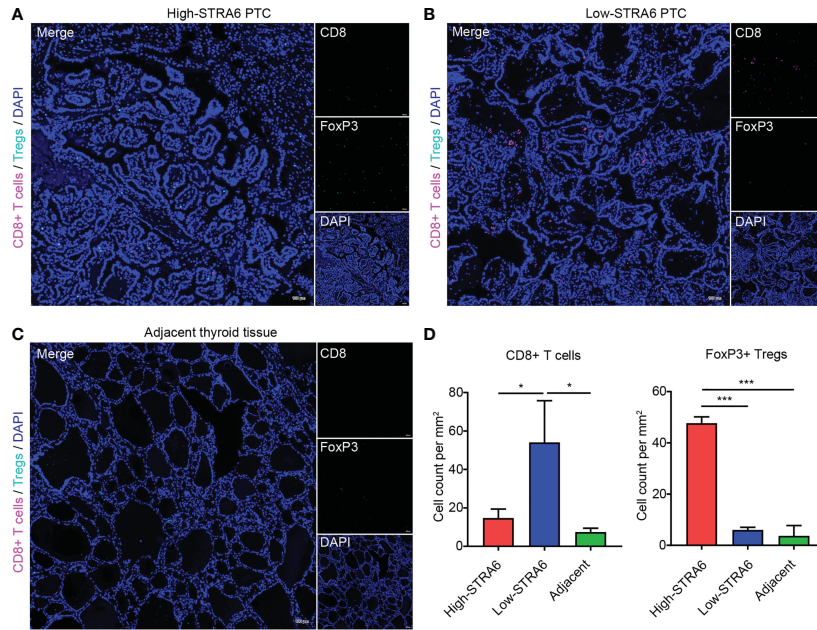 A
High-STRA6 PTC
Merge
CD8
FoxP3
DAPI
CD8+ T cells / Tregs / DAPI
B
Low-STRA6 PTC
Merge
CD8
FoxP3
DAPI
CD8+ T cells / Tregs / DAPI
C
Adjacent thyroid tissue
Merge
CD8
FoxP3
DAPI
CD8+ T cells / Tregs / DAPI
D
CD8+ T cells
Cell count per mm²
80
60
40
20
0
*
*
High-STRA6
Low-STRA6
Adjacent
FoxP3+ Tregs
Cell count per mm²
60
40
20
0
***
***
High-STRA6
Low-STRA6
Adjacent